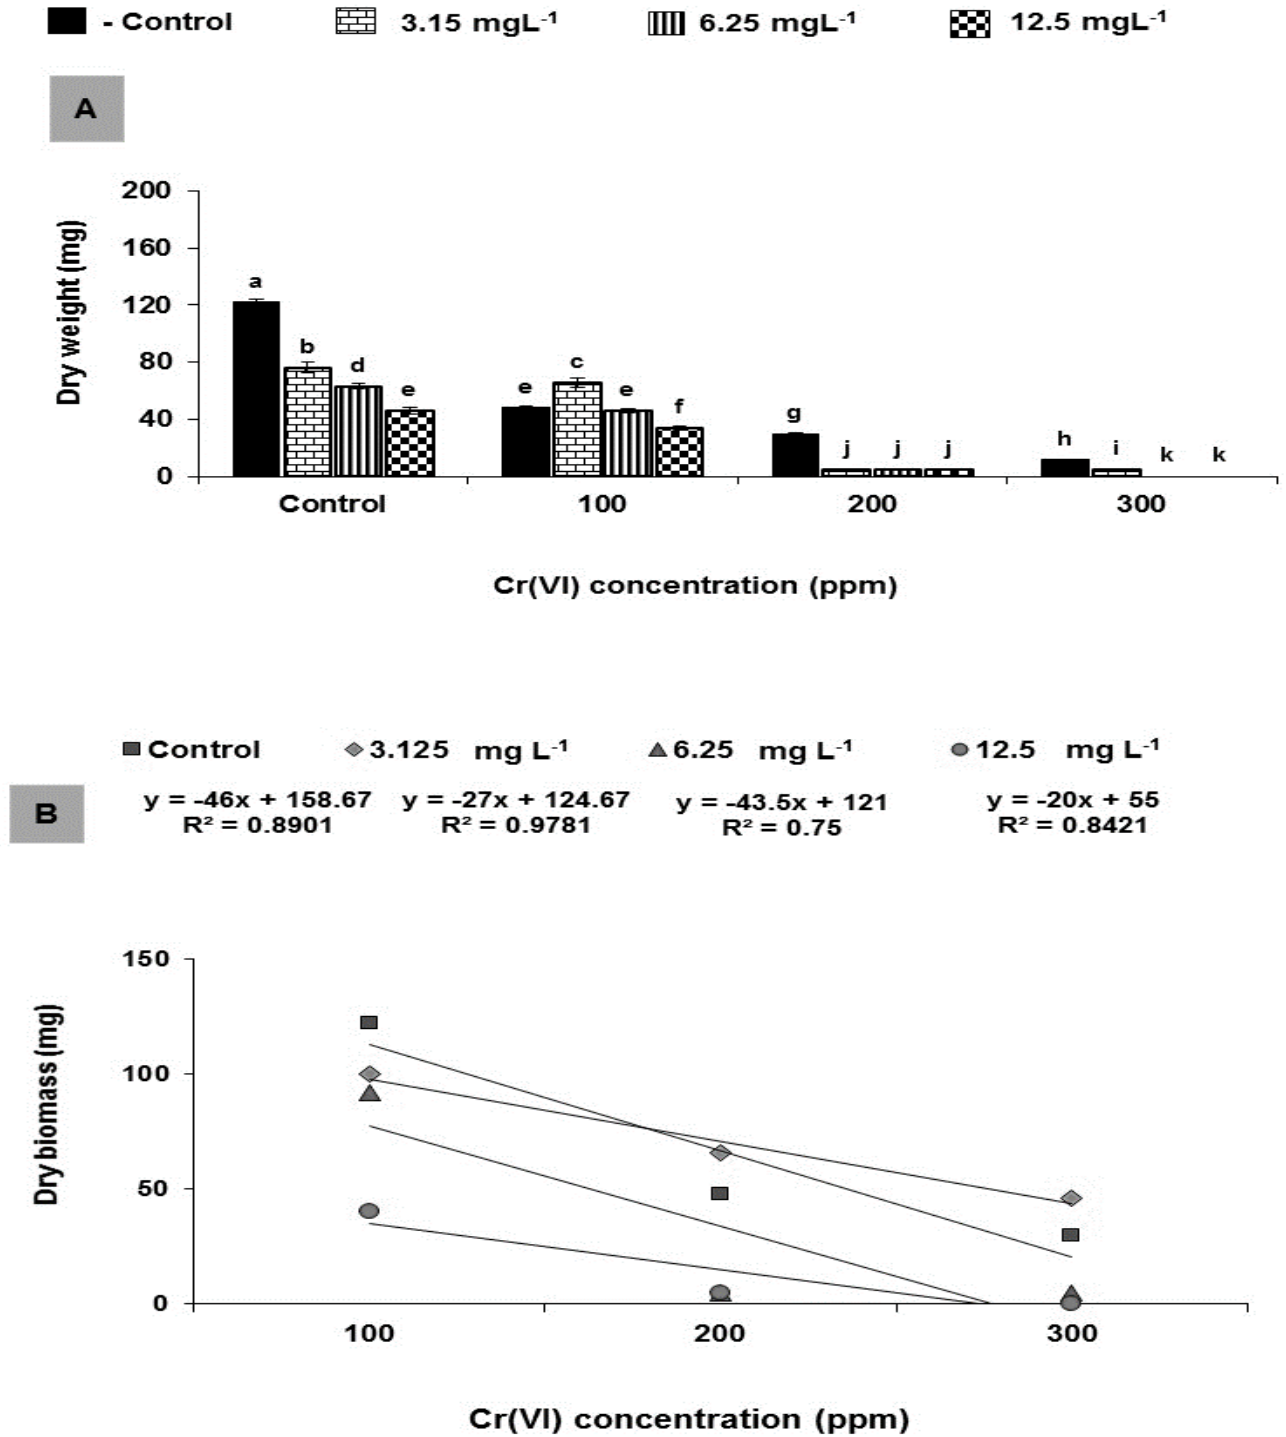 - Control 3.15 mgL⁻¹ 6.25 mgL⁻¹ 12.5 mgL⁻¹
A
Dry weight (mg)
200
160
120
80
40
0
a b d e e c e f g j j j h i k k
Control 100 200 300
Cr(VI) concentration (ppm)
Control 3.125 mg L⁻¹ 6.25 mg L⁻¹ 12.5 mg L⁻¹
B
y = -46x + 158.67 y = -27x + 124.67 y = -43.5x + 121 y = -20x + 55
R² = 0.8901 R² = 0.9781 R² = 0.75 R² = 0.8421
Dry biomass (mg)
150
100
50
0
100 200 300
Cr(VI) concentration (ppm)